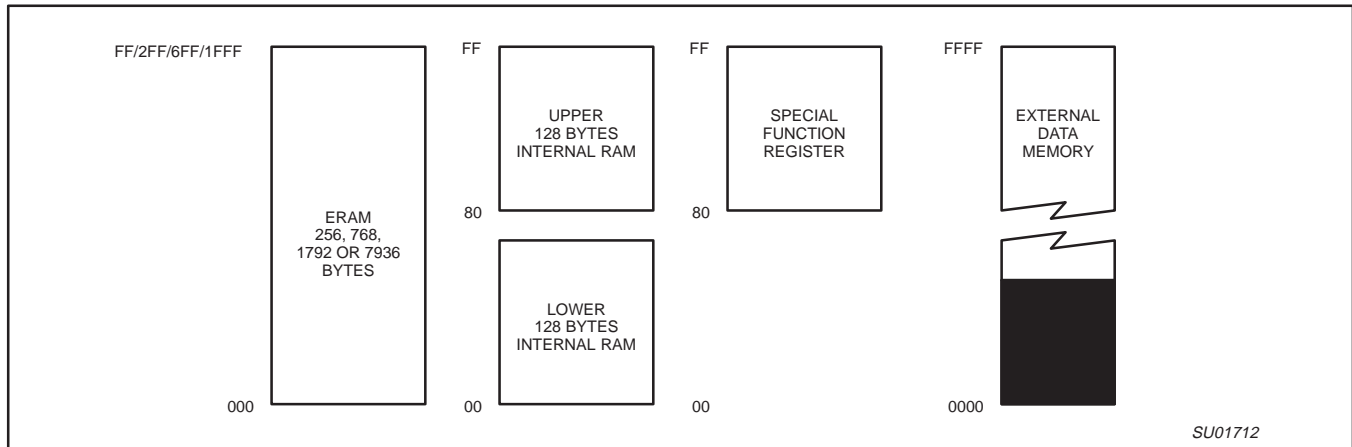 FF/2FF/6FF/1FFF
ERAM
256, 768,
1792 OR 7936
BYTES
000
FF
UPPER
128 BYTES
INTERNAL RAM
80
LOWER
128 BYTES
INTERNAL RAM
00
FF
SPECIAL
FUNCTION
REGISTER
80
00
FFFF
EXTERNAL
DATA
MEMORY
0000
SU01712